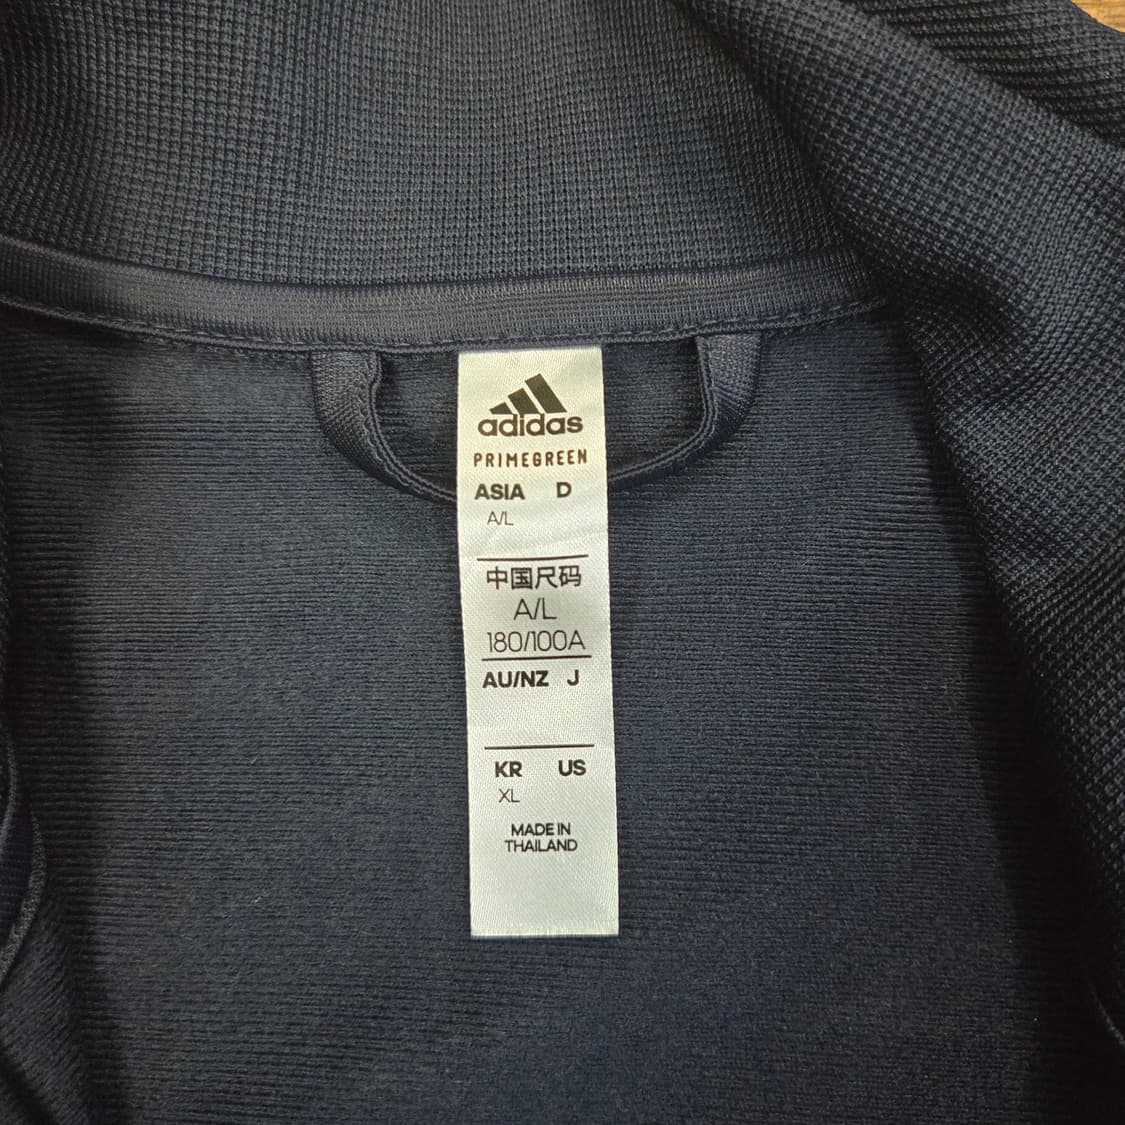 adidas
PRIMEGREEN
ASIA D
A/L
中国尺码
A/L
180/100A
AU/NZ J
KR US
XL
MADE IN
THAILAND